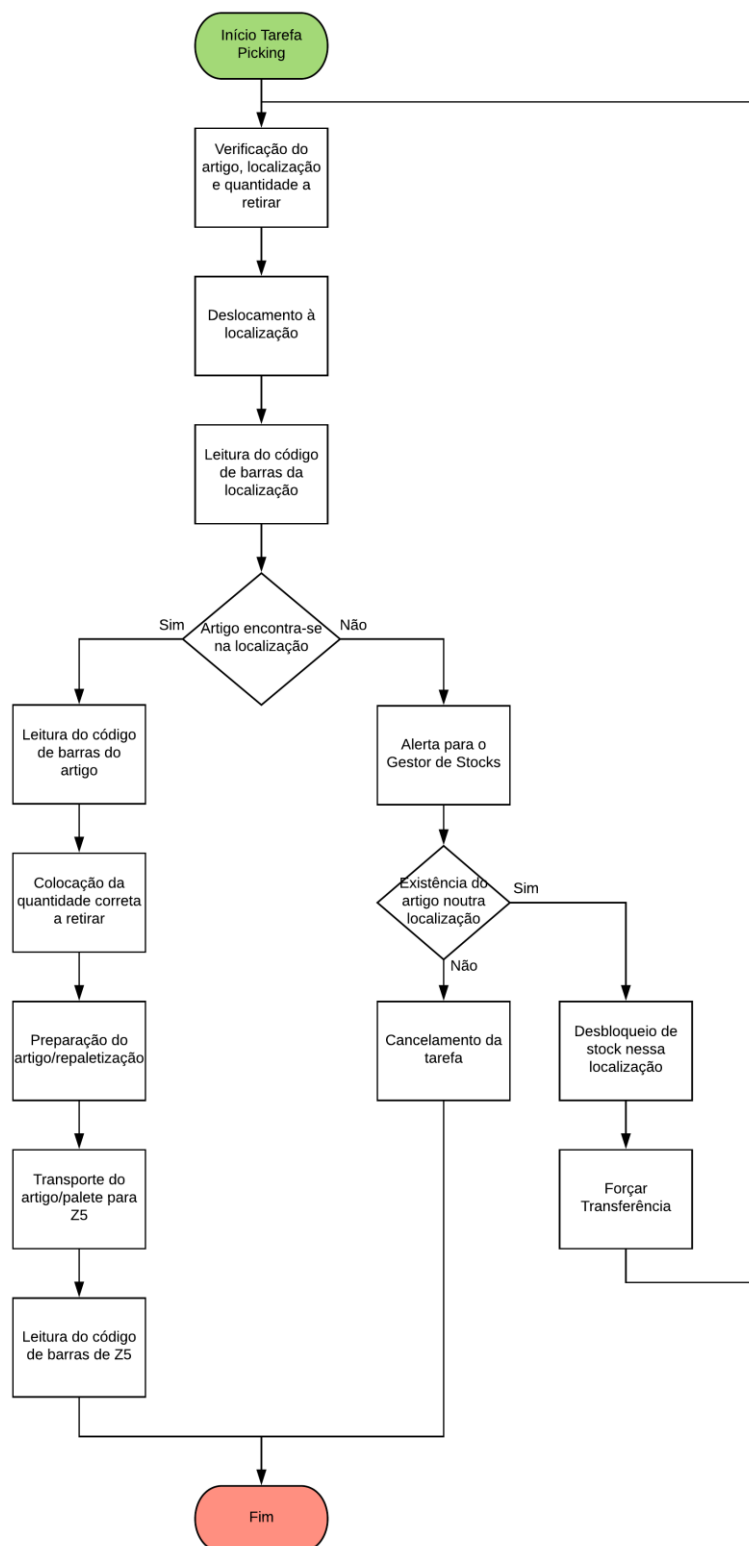 Início Tarefa
Picking
Verificação do
artigo, localização
e quantidade a
retirar
Deslocamento à
localização
Leitura do código
de barras da
localização
Artigo encontra-se
na localização
Sim
Não
Leitura do código
de barras do
artigo
Alerta para o
Gestor de Stocks
Colocação da
quantidade correta
a retirar
Existência do
artigo noutra
localização
Sim
Não
Preparação do
artigo/repaletização
Cancelamento da
tarefa
Desbloqueio de
stock nessa
localização
Transporte do
artigo/palete para
Z5
Forçar
Transferência
Leitura do código
de barras de Z5
Fim